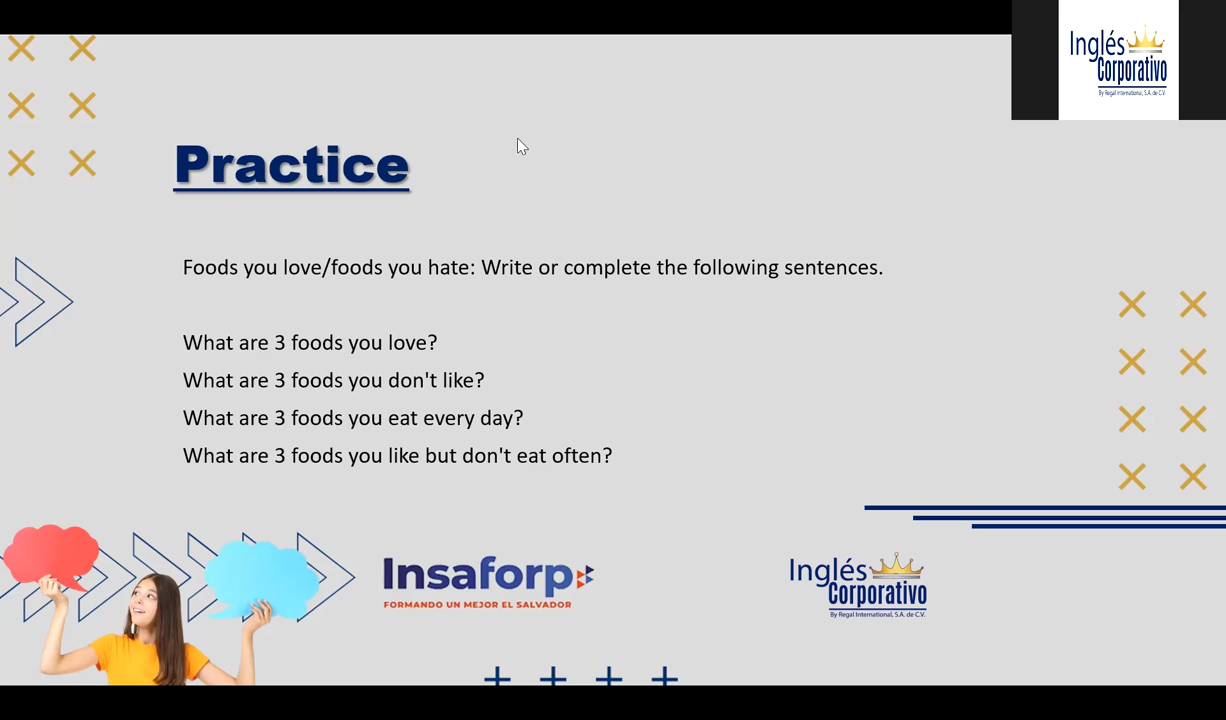 Inglés
Corporativo
By Regal International, S.A. de C.V.
Practice
Foods you love/foods you hate: Write or complete the following sentences.
What are 3 foods you love?
What are 3 foods you don't like?
What are 3 foods you eat every day?
What are 3 foods you like but don't eat often?
Insaforp
FORMANDO UN MEJOR EL SALVADOR
Inglés
Corporativo
By Regal International, S.A. de C.V.